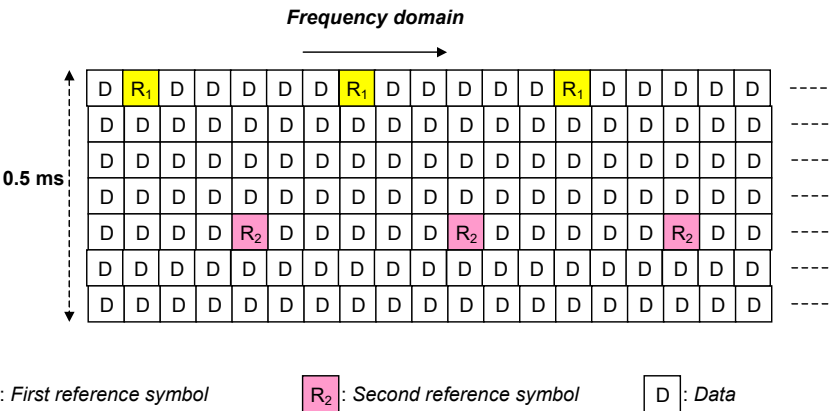 Frequency domain
D R₁ D D D D D R₁ D D D D D R₁ D D D D D
D D D D D D D D D D D D D D D D D D D
D D D D D D D D D D D D D D D D D D D
0.5 ms
D D D D D D D D D D D D D D D D D D D
D D D D R₂ D D D D D R₂ D D D D D R₂ D D
D D D D D D D D D D D D D D D D D D D
D D D D D D D D D D D D D D D D D D D
: First reference symbol R₂ : Second reference symbol D : Data